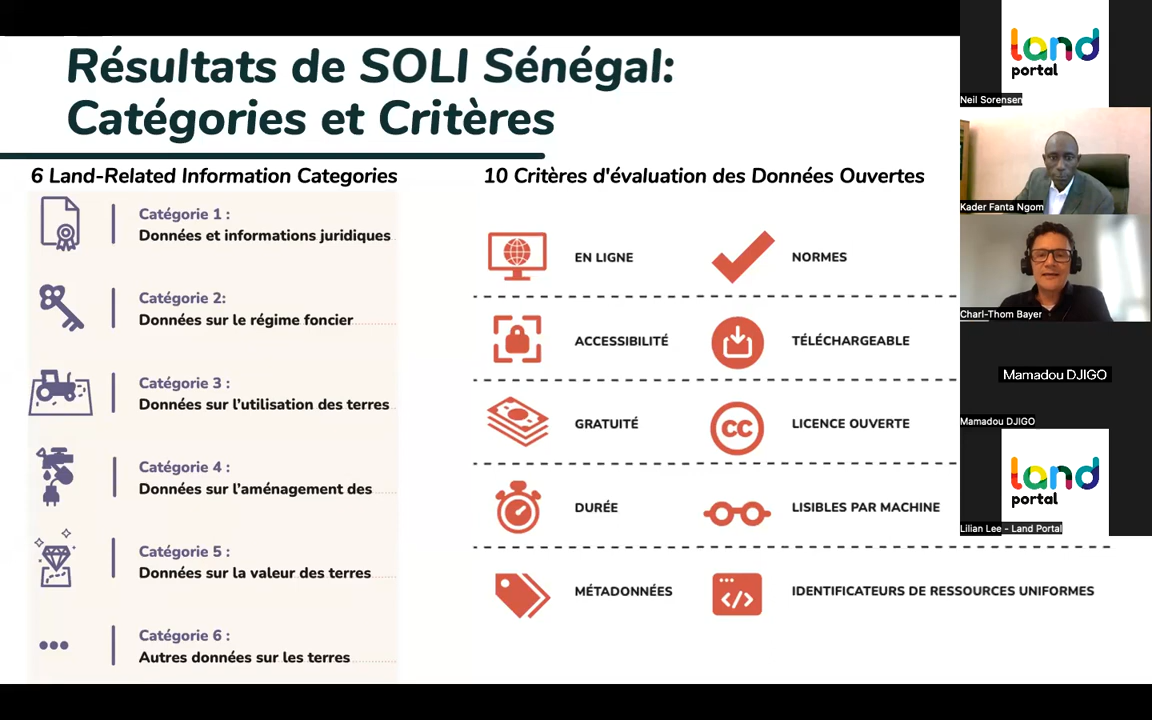 Résultats de SOLI Sénégal:
Catégories et Critères
6 Land-Related Information Categories
Catégorie 1 :
Données et informations juridiques
Catégorie 2:
Données sur le régime foncier
Catégorie 3 :
Données sur l'utilisation des terres
Catégorie 4 :
Données sur l'aménagement des
Catégorie 5 :
Données sur la valeur des terres
Catégorie 6 :
Autres données sur les terres
10 Critères d'évaluation des Données Ouvertes
EN LIGNE
NORMES
ACCESSIBILITÉ
TÉLÉCHARGEABLE
GRATUITÉ
CC
LICENCE OUVERTE
DURÉE
LISIBLES PAR MACHINE
MÉTADONNÉES
</>
IDENTIFICATEURS DE RESSOURCES UNIFORMES
land
portal
Neil Sorensen
Kader Fanta Ngom
Charl-Thom Bayer
Mamadou DJIGO
Mamadou DJIGO
land
portal
Lilian Lee - Land Portal